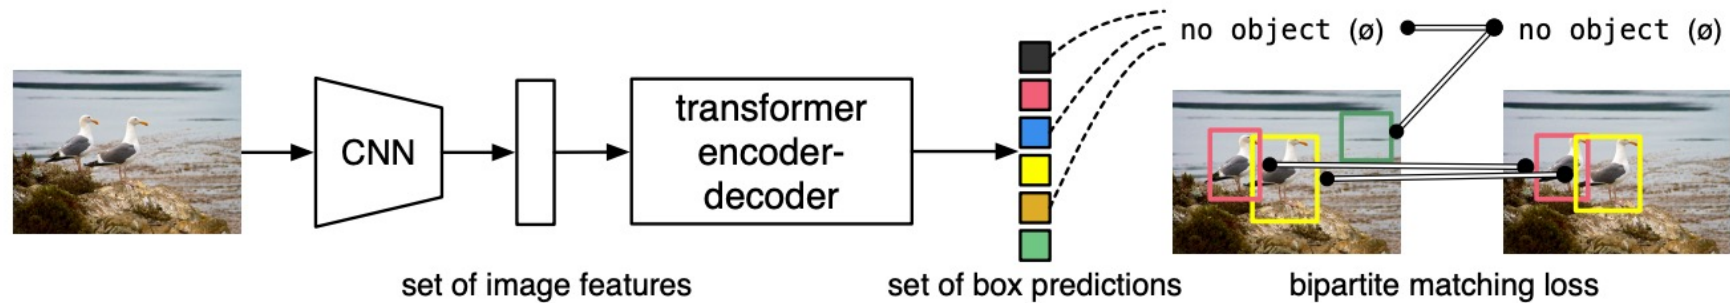 no object (ø)
no object (ø)
CNN
transformer
encoder-
decoder
set of image features
set of box predictions
bipartite matching loss